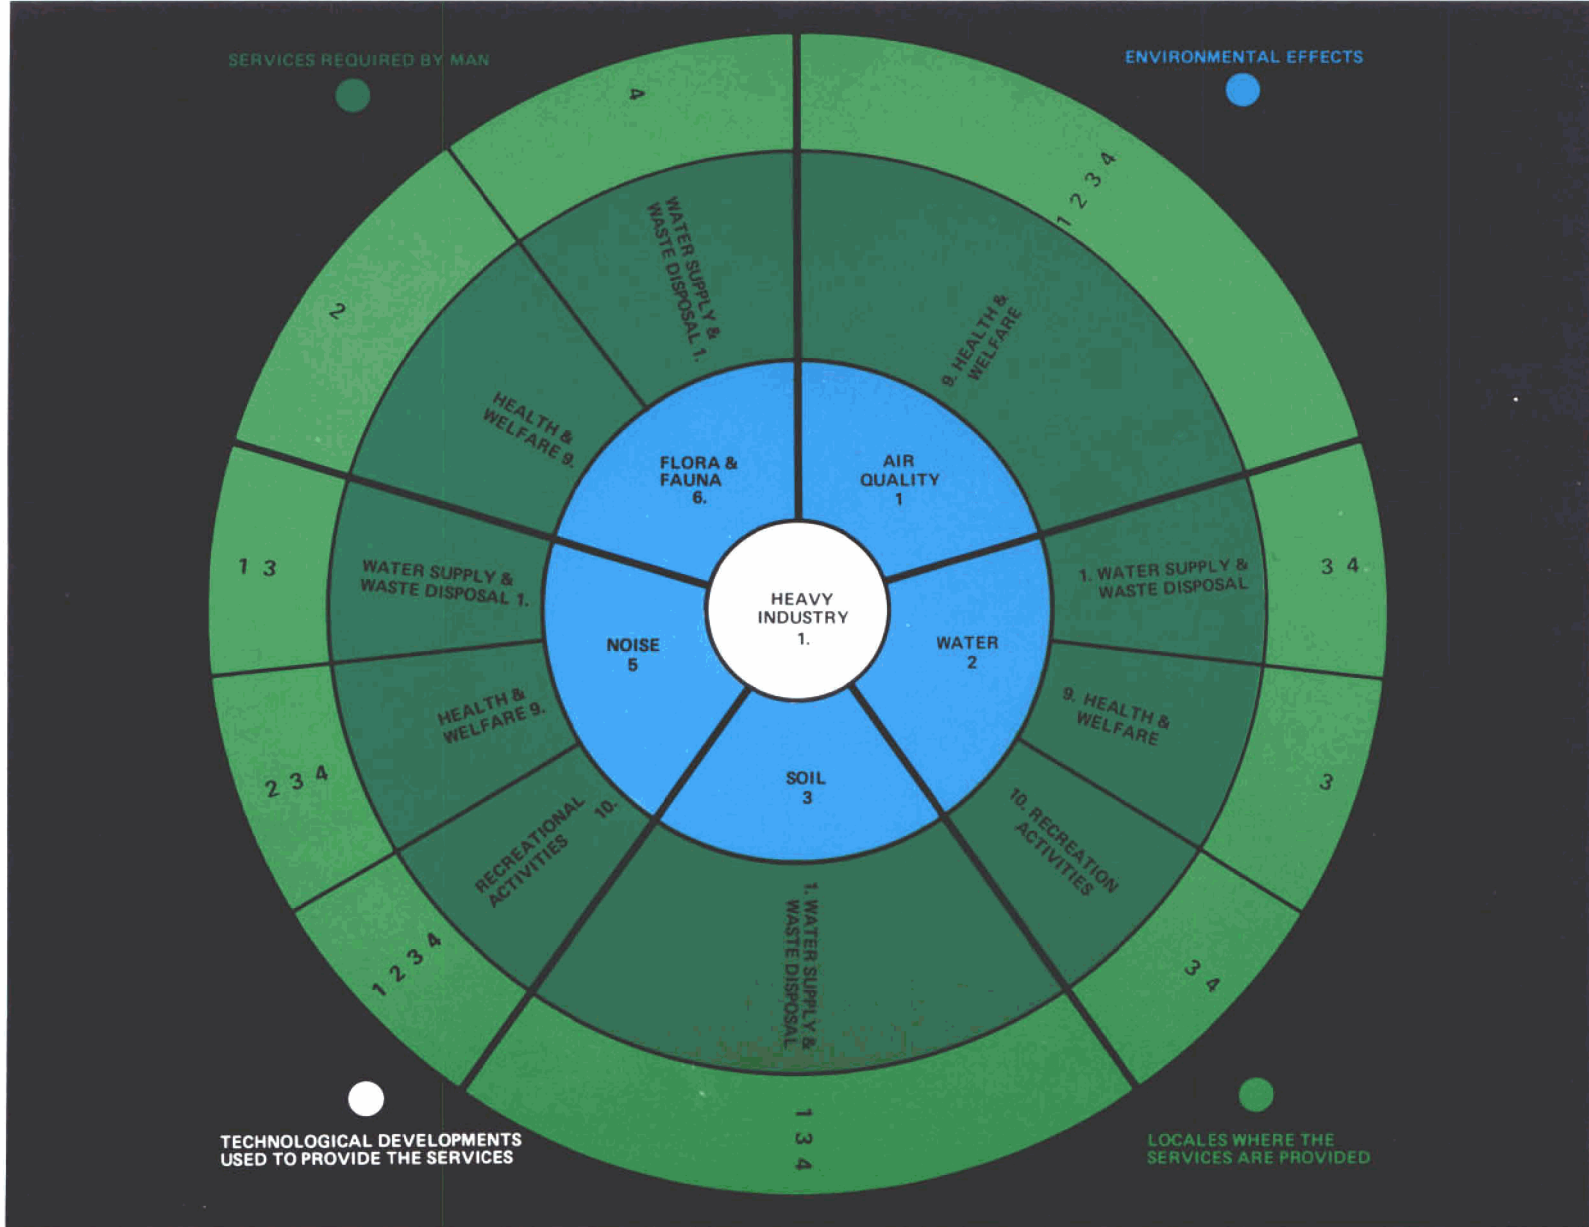 SERVICES REQUIRED BY MAN
ENVIRONMENTAL EFFECTS
4
1 2 3 4
WATER SUPPLY &
WASTE DISPOSAL 1.
9. HEALTH &
WELFARE
2
HEALTH &
WELFARE 9.
FLORA &
FAUNA
6.
AIR
QUALITY
1
1 3
WATER SUPPLY &
WASTE DISPOSAL 1.
HEAVY
INDUSTRY
1.
1. WATER SUPPLY &
WASTE DISPOSAL
3 4
NOISE
5
WATER
2
2 3 4
HEALTH &
WELFARE 9.
9. HEALTH &
WELFARE
3
SOIL
3
RECREATIONAL 10.
ACTIVITIES
10. RECREATION
ACTIVITIES
1 2 3 4
1. WATER SUPPLY &
WASTE DISPOSAL
3 4
1 3 4
TECHNOLOGICAL DEVELOPMENTS
USED TO PROVIDE THE SERVICES
LOCALES WHERE THE
SERVICES ARE PROVIDED